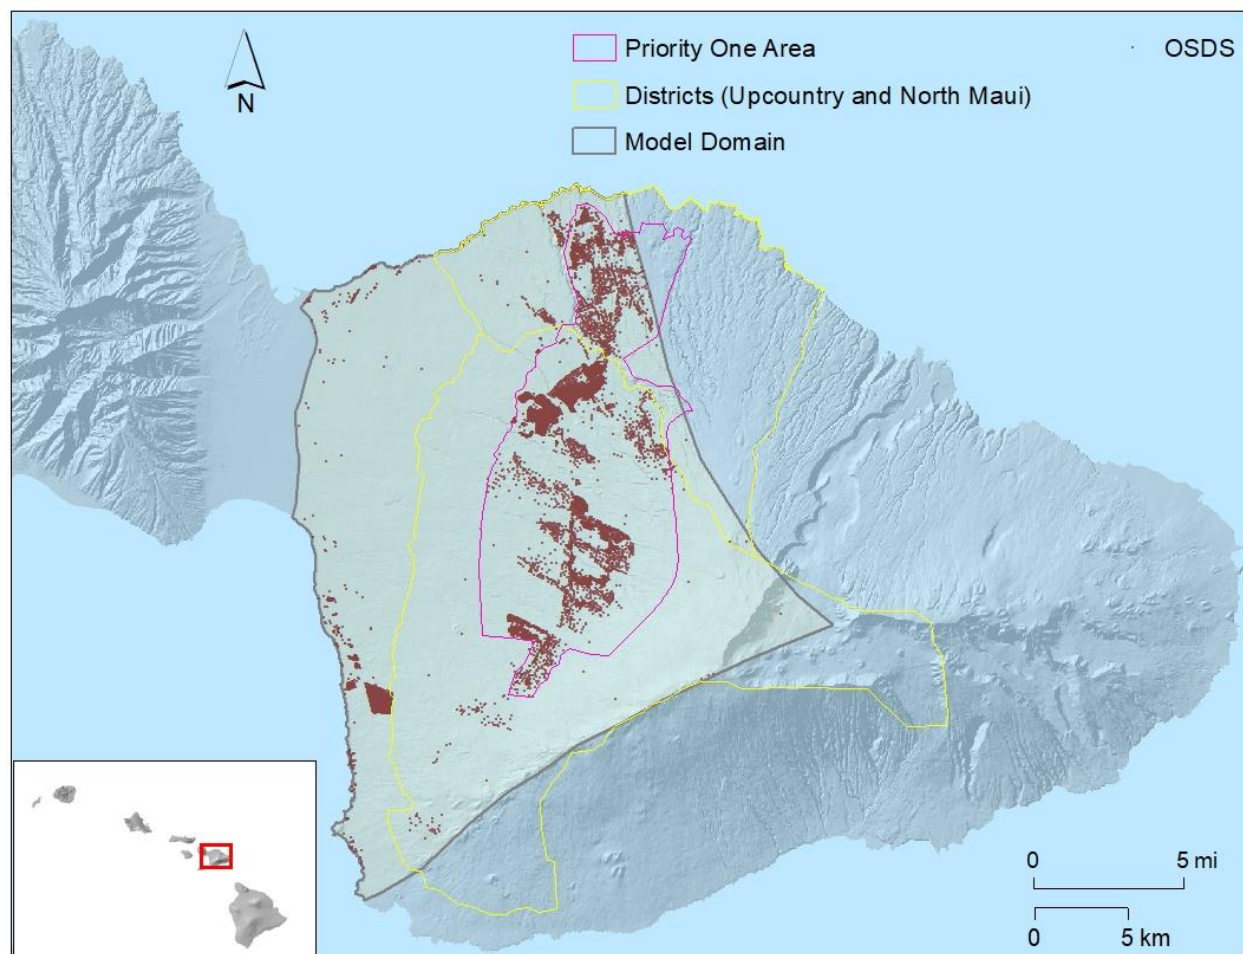 Priority One Area
OSDS
N
Districts (Upcountry and North Maui)
Model Domain
0 5 mi
0 5 km